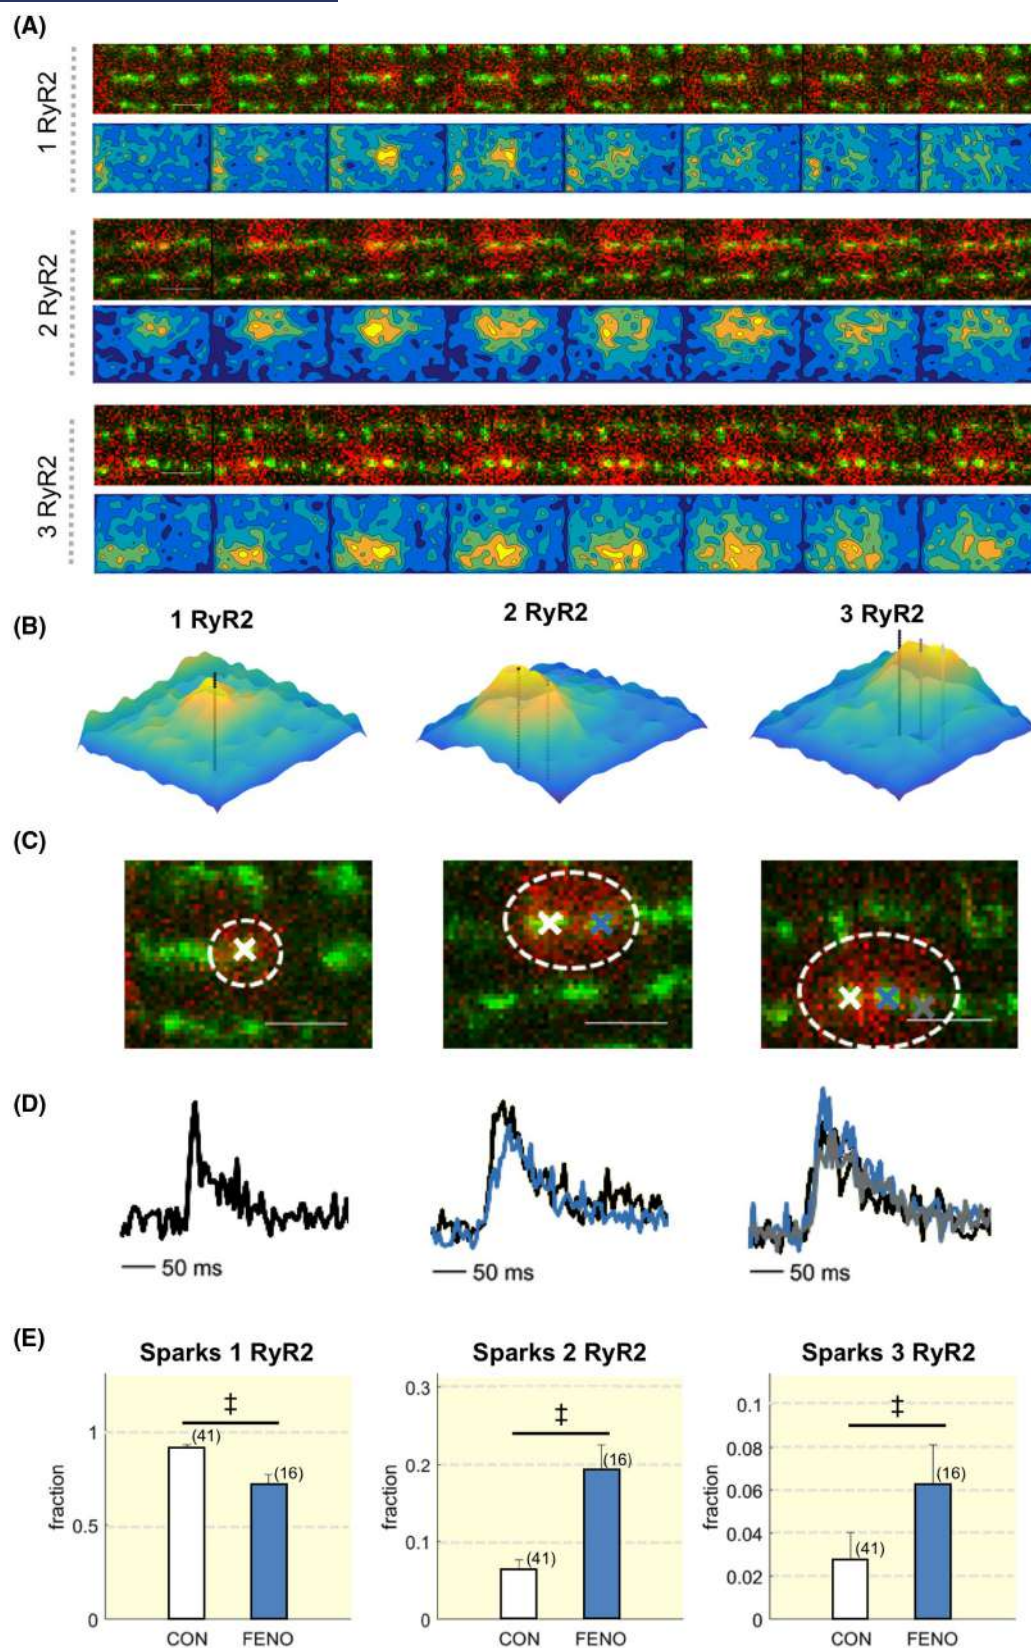 (A)
1 RyR2
2 RyR2
3 RyR2
(B)
1 RyR2
2 RyR2
3 RyR2
(C)
(D)
50 ms
50 ms
50 ms
(E)
Sparks 1 RyR2
fraction
1
0.5
0
‡
(41)
(16)
CON
FENO
Sparks 2 RyR2
fraction
0.3
0.2
0.1
0
‡
(41)
(16)
CON
FENO
Sparks 3 RyR2
fraction
0.1
0.08
0.06
0.04
0.02
0
‡
(41)
(16)
CON
FENO